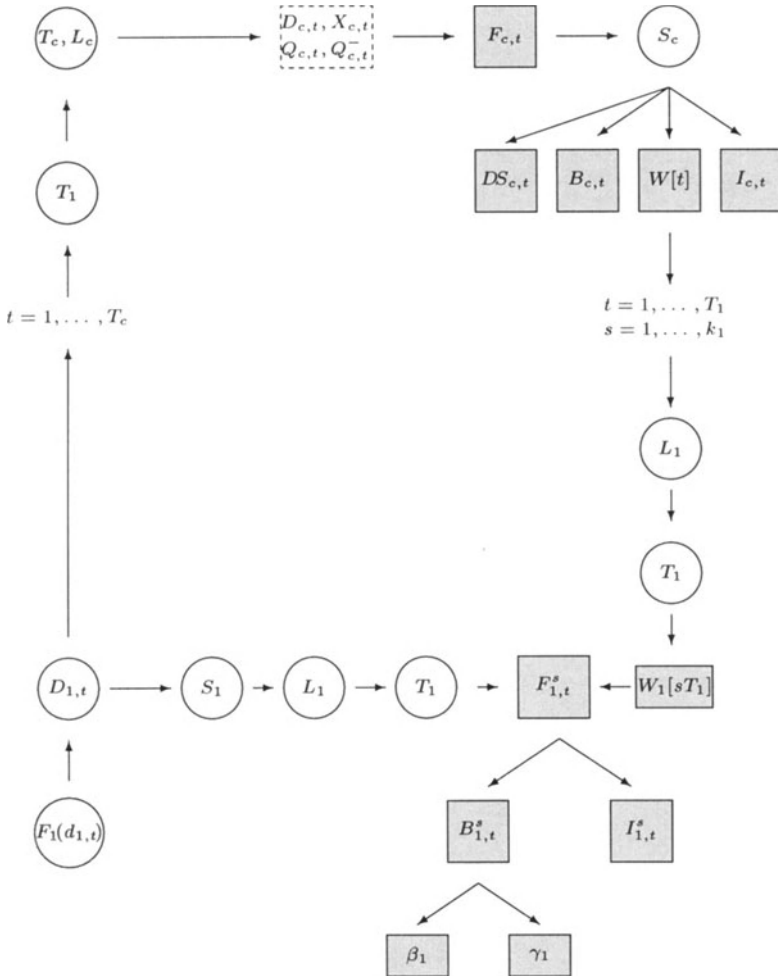 T_c, L_c
D_{c,t}, X_{c,t}
Q_{c,t}, Q^-_{c,t}
F_{c,t}
S_c
T_1
DS_{c,t}
B_{c,t}
W[t]
I_{c,t}
t = 1, . . . , T_c
t = 1, . . . , T_1
s = 1, . . . , k_1
L_1
T_1
D_{1,t}
S_1
L_1
T_1
F^s_{1,t}
W_1[sT_1]
F_1(d_{1,t})
B^s_{1,t}
I^s_{1,t}
β_1
γ_1